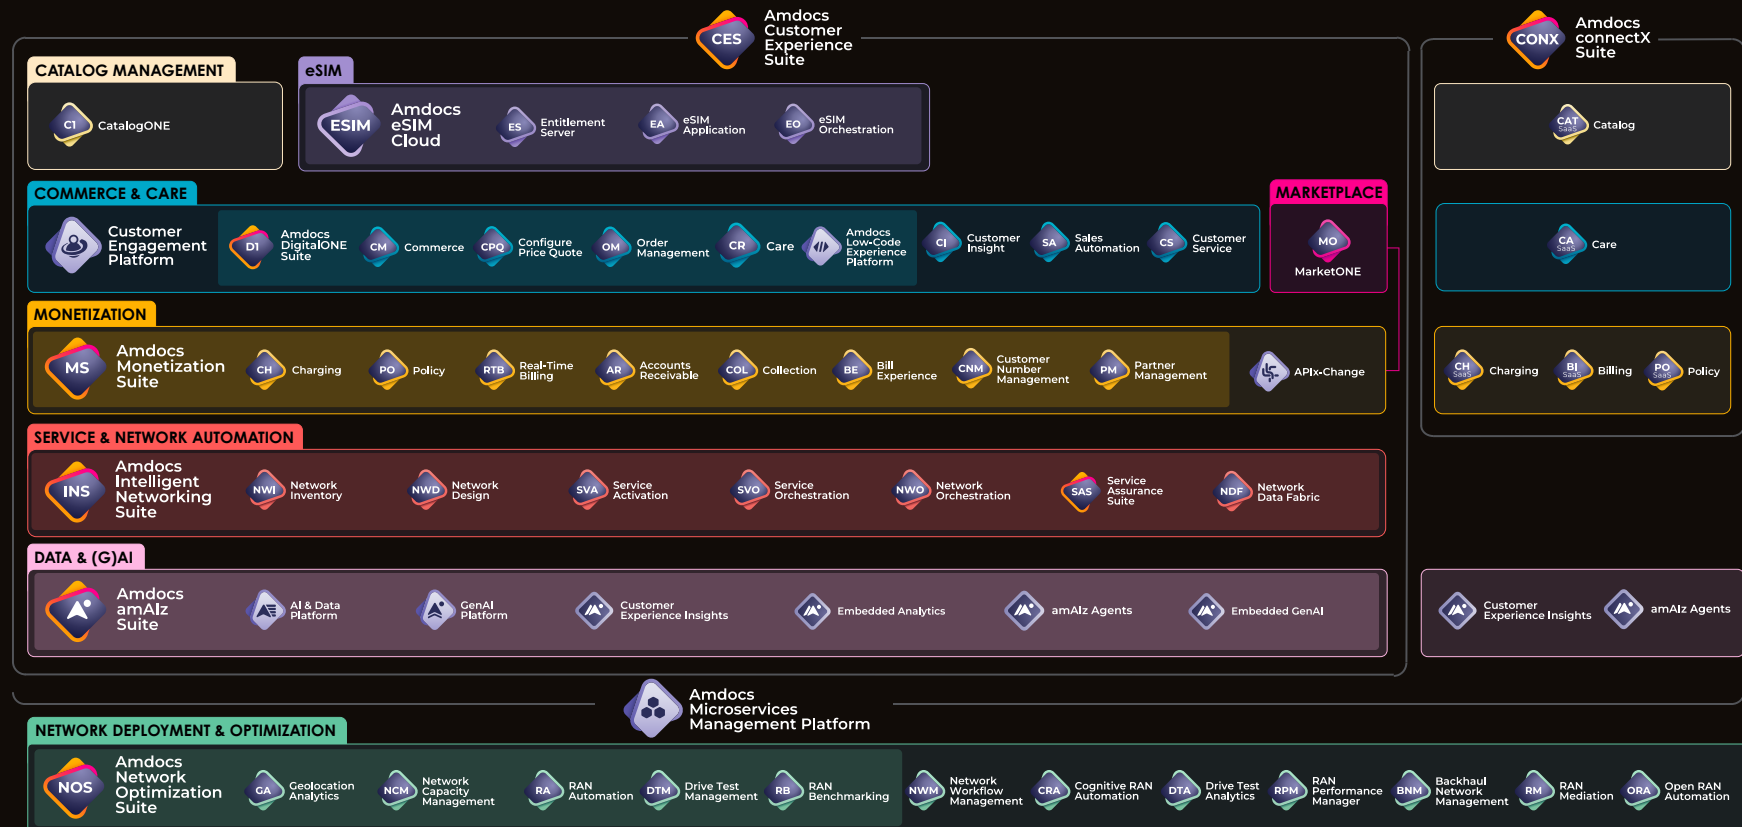 CES
Amdocs
Customer
Experience
Suite
CONX
Amdocs
connectX
Suite
CATALOG MANAGEMENT
C1
CatalogONE
eSIM
ESIM
Amdocs
eSIM
Cloud
ES
Entitlement
Server
EA
eSIM
Application
EO
eSIM
Orchestration
CAT
SaaS
Catalog
COMMERCE & CARE
Customer
Engagement
Platform
D1
Amdocs
DigitalONE
Suite
CM
Commerce
CPQ
Configure
Price Quote
OM
Order
Management
CR
Care
Amdocs
Low-Code
Experience
Platform
CI
Customer
Insight
SA
Sales
Automation
CS
Customer
Service
MARKETPLACE
MO
MarketONE
CA
SaaS
Care
MONETIZATION
MS
Amdocs
Monetization
Suite
CH
Charging
PO
Policy
RTB
Real-Time
Billing
AR
Accounts
Receivable
COL
Collection
BE
Bill
Experience
CNM
Customer
Number
Management
PM
Partner
Management
APIx-Change
CH
SaaS
Charging
BI
SaaS
Billing
PO
SaaS
Policy
SERVICE & NETWORK AUTOMATION
INS
Amdocs
Intelligent
Networking
Suite
NWI
Network
Inventory
NWD
Network
Design
SVA
Service
Activation
SVO
Service
Orchestration
NWO
Network
Orchestration
SAS
Service
Assurance
Suite
NDF
Network
Data Fabric
DATA & (G)AI
Amdocs
amAIz
Suite
AI & Data
Platform
GenAI
Platform
Customer
Experience Insights
Embedded Analytics
amAIz Agents
Embedded GenAI
Customer
Experience Insights
amAIz Agents
Amdocs
Microservices
Management Platform
NETWORK DEPLOYMENT & OPTIMIZATION
NOS
Amdocs
Network
Optimization
Suite
GA
Geolocation
Analytics
NCM
Network
Capacity
Management
RA
RAN
Automation
DTM
Drive Test
Management
RB
RAN
Benchmarking
NWM
Network
Workflow
Management
CRA
Cognitive RAN
Automation
DTA
Drive Test
Analytics
RPM
RAN
Performance
Manager
BNM
Backhaul
Network
Management
RM
RAN
Mediation
ORA
Open RAN
Automation